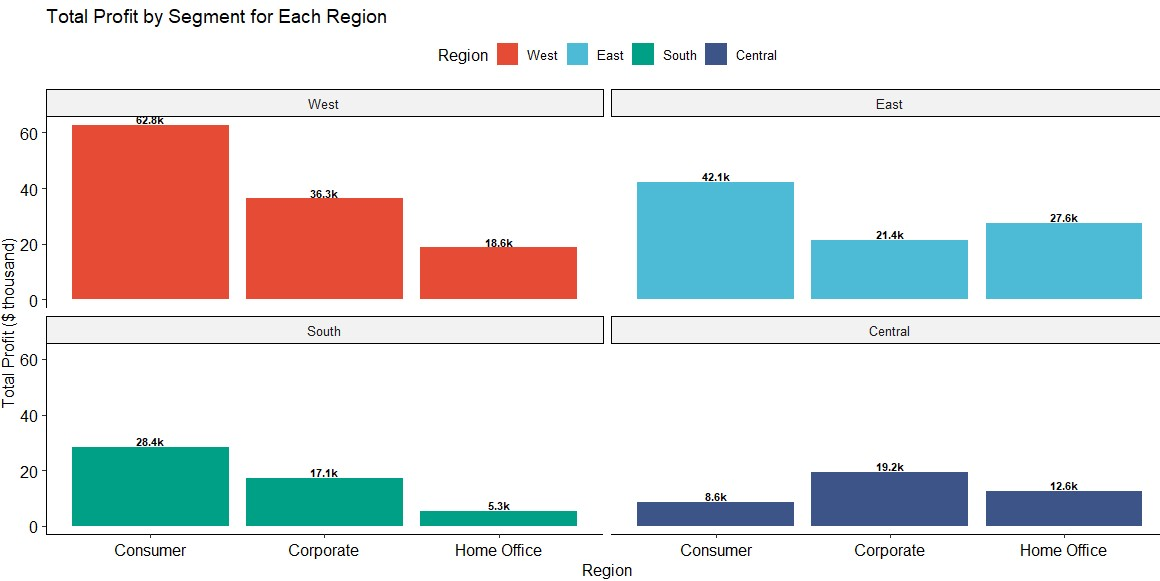 Total Profit by Segment for Each Region
Region West East South Central
West
East
60
40
20
0
62.8k
36.3k
18.6k
42.1k
21.4k
27.6k
South
Central
60
40
20
0
28.4k
17.1k
5.3k
8.6k
19.2k
12.6k
Total Profit ($ thousand)
Consumer Corporate Home Office Consumer Corporate Home Office
Region